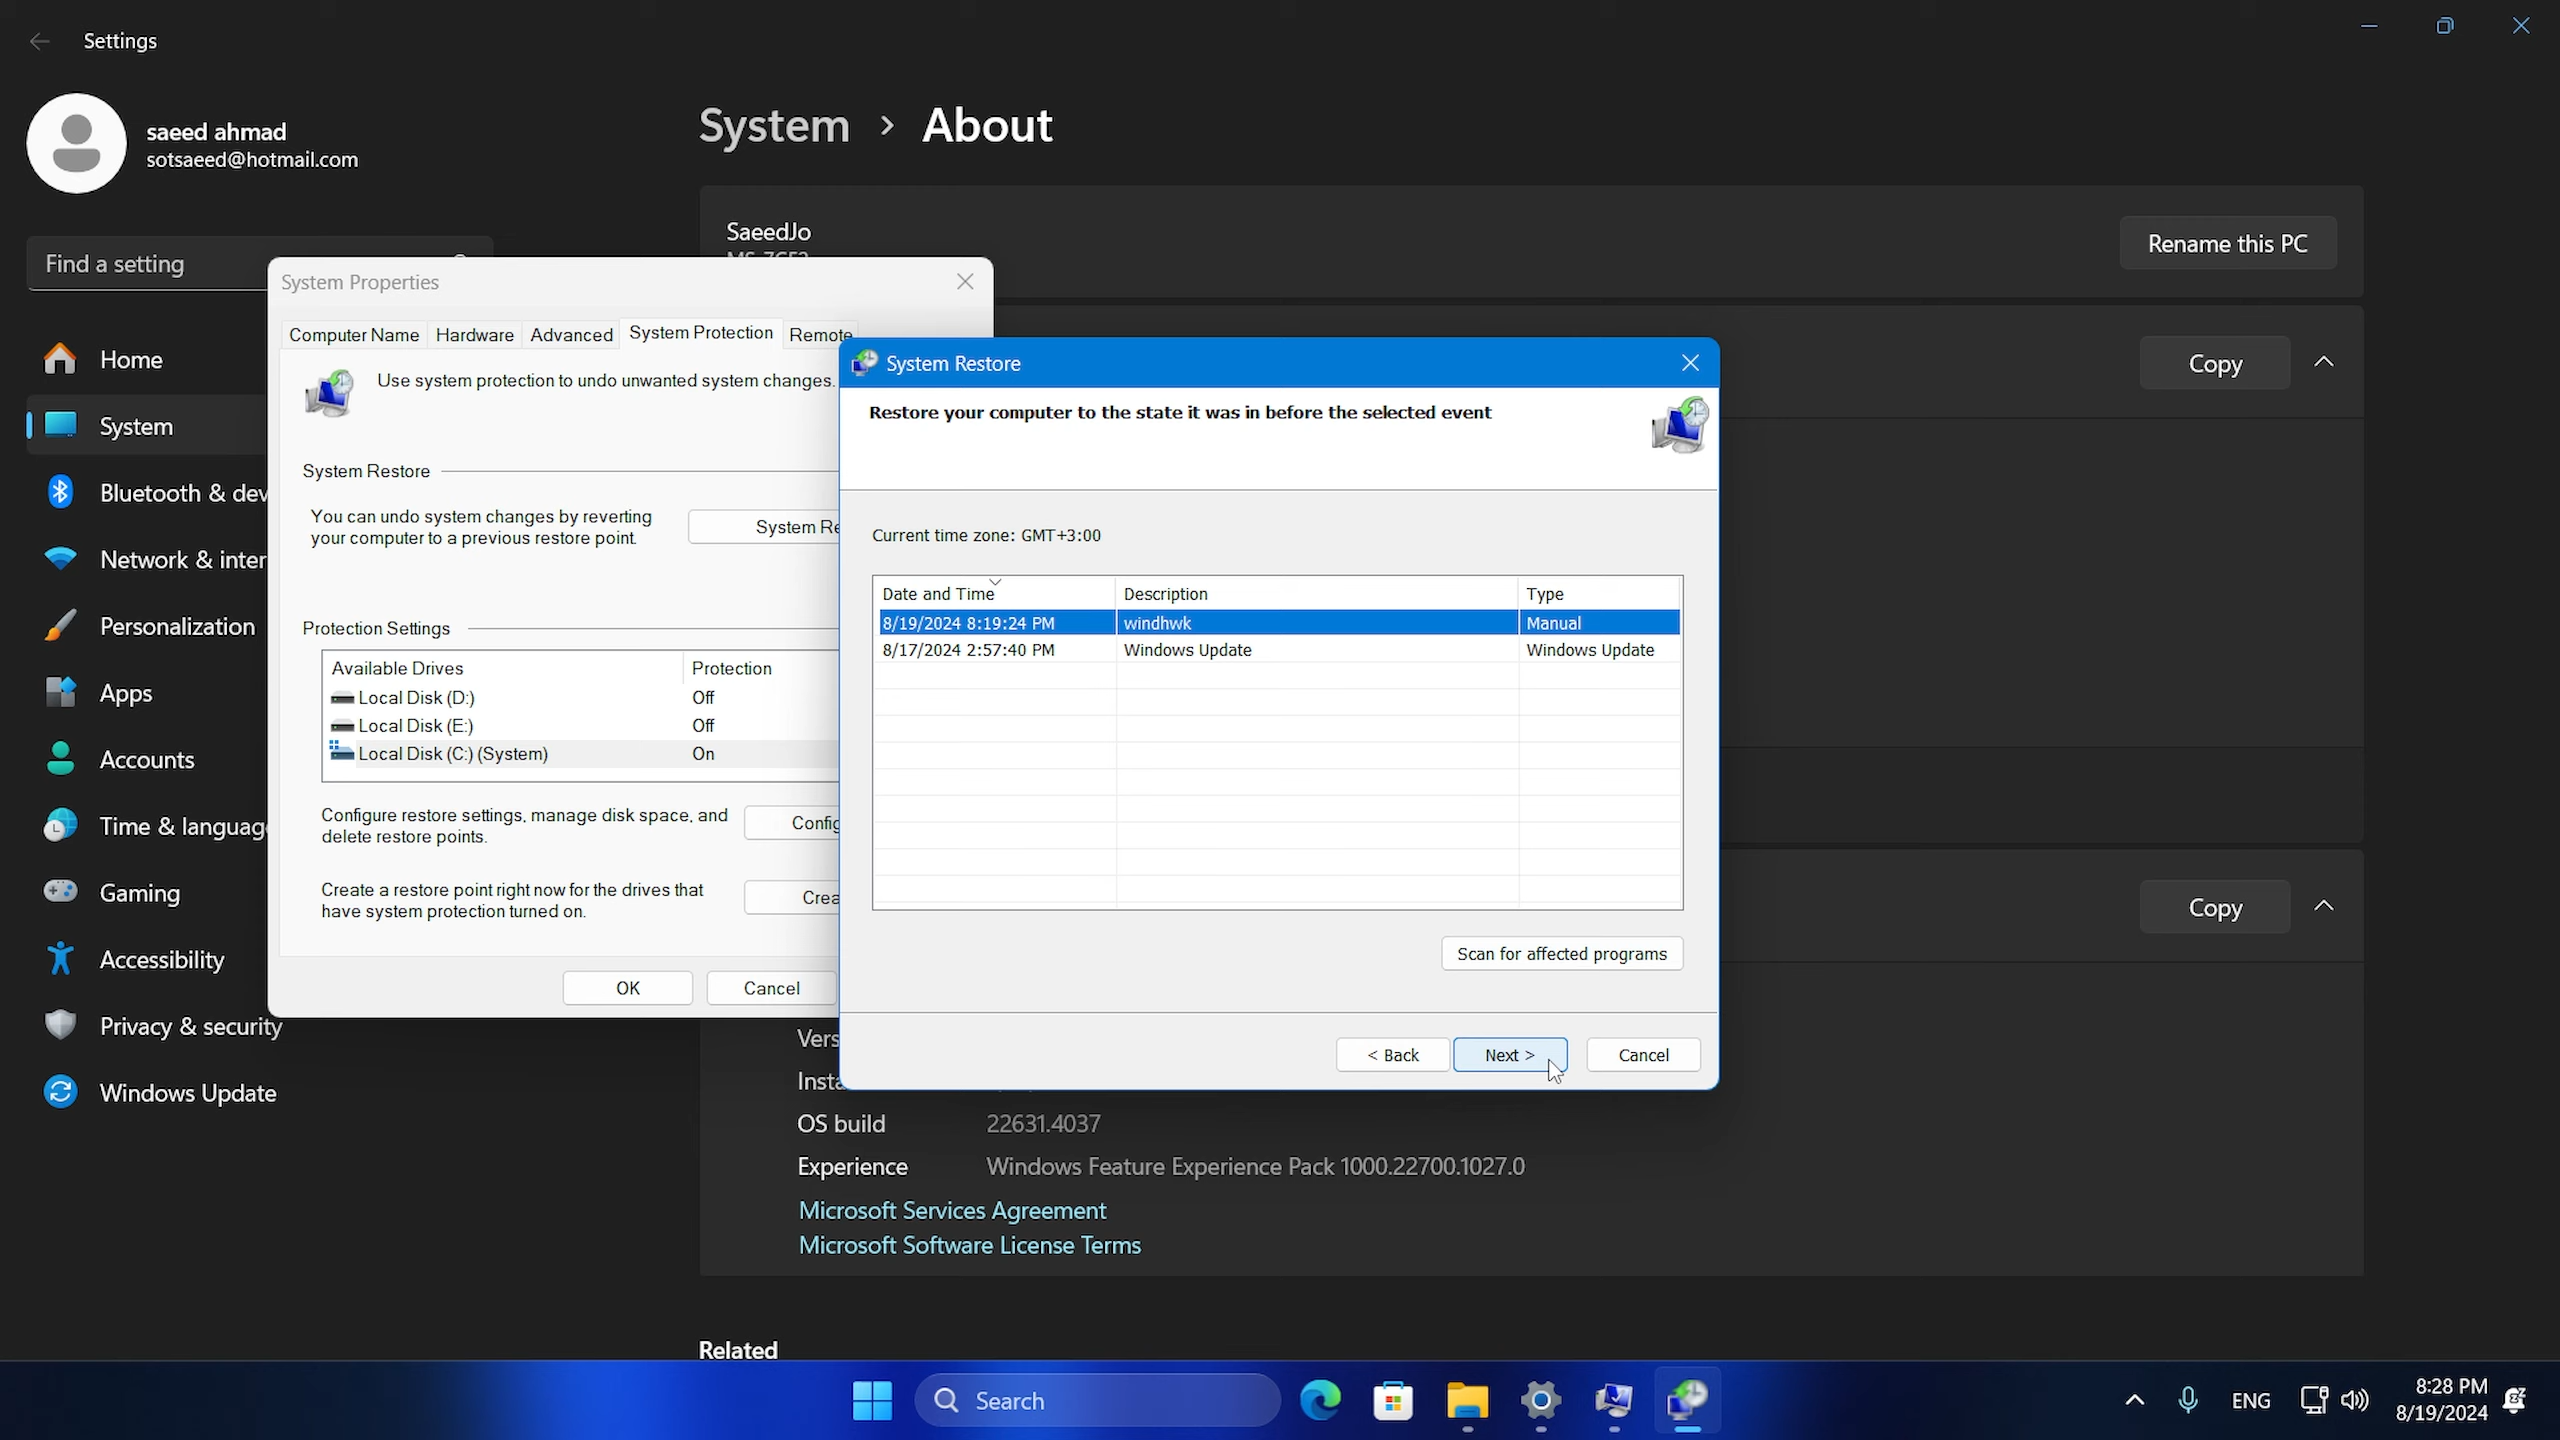 Settings
saeed ahmad
sotsaeed@hotmail.com
Find a setting
Home
System
Bluetooth & dev
Network & inter
Personalization
Apps
Accounts
Time & languag
Gaming
Accessibility
Privacy & security
Windows Update
System > About
SaeedJo
Rename this PC
Copy
Copy
System Properties
Computer Name Hardware Advanced System Protection Remote
Use system protection to undo unwanted system changes.
System Restore
You can undo system changes by reverting
your computer to a previous restore point.
System Re
Protection Settings
Available Drives Protection
Local Disk (D:) Off
Local Disk (E:) Off
Local Disk (C:) (System) On
Configure restore settings, manage disk space, and
delete restore points.
Config
Create a restore point right now for the drives that
have system protection turned on.
Crea
OK Cancel
System Restore
Restore your computer to the state it was in before the selected event
Current time zone: GMT+3:00
Date and Time Description Type
8/19/2024 8:19:24 PM windhwk Manual
8/17/2024 2:57:40 PM Windows Update Windows Update
Scan for affected programs
< Back Next > Cancel
Vers
Insta
OS build 22631.4037
Experience Windows Feature Experience Pack 1000.22700.1027.0
Microsoft Services Agreement
Microsoft Software License Terms
Related
Search
ENG
8:28 PM
8/19/2024